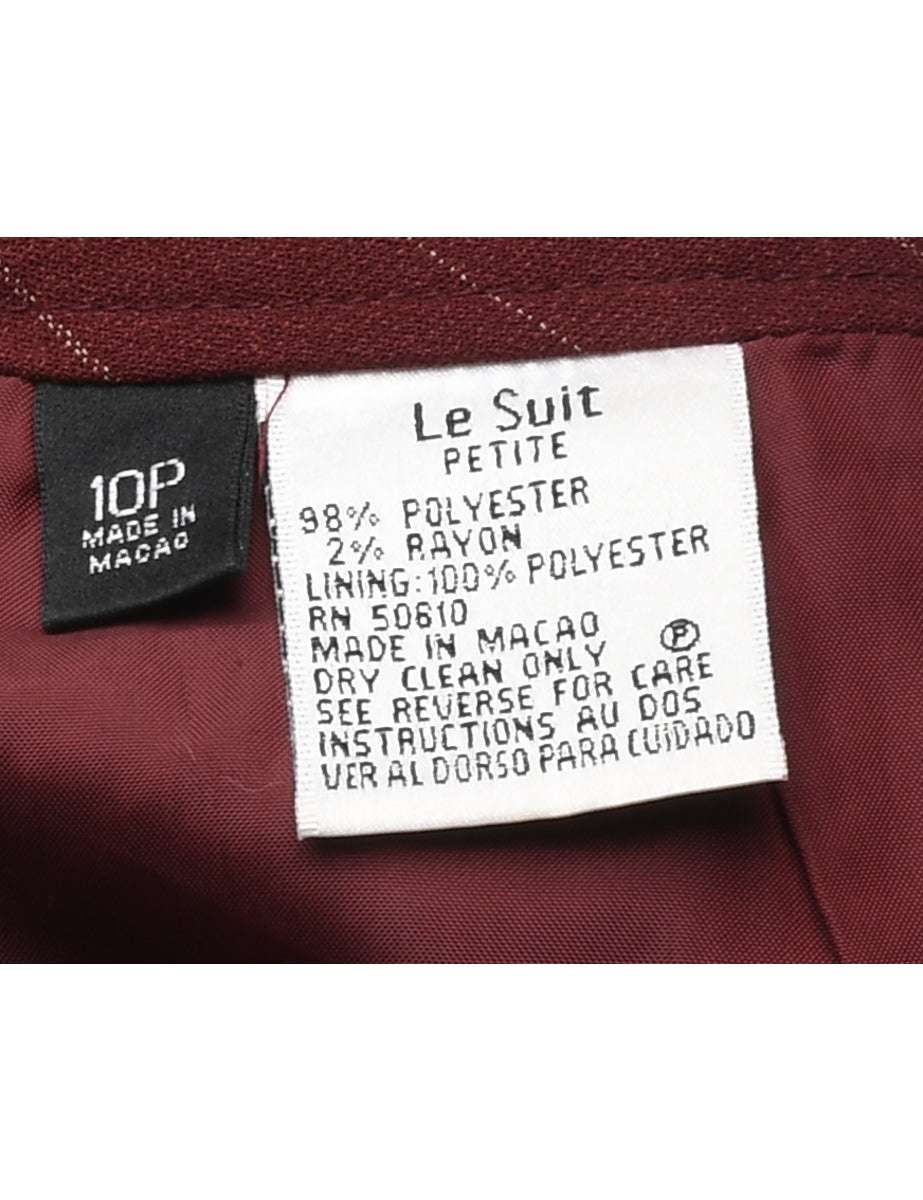 10P
MADE IN
MACAO
Le Suit
PETITE
98% POLYESTER
2% RAYON
LINING: 100% POLYESTER
RN 50610
MADE IN MACAO
P
DRY CLEAN ONLY
SEE REVERSE FOR CARE
INSTRUCTIONS AU DOS
VER AL DORSO PARA CUIDADO